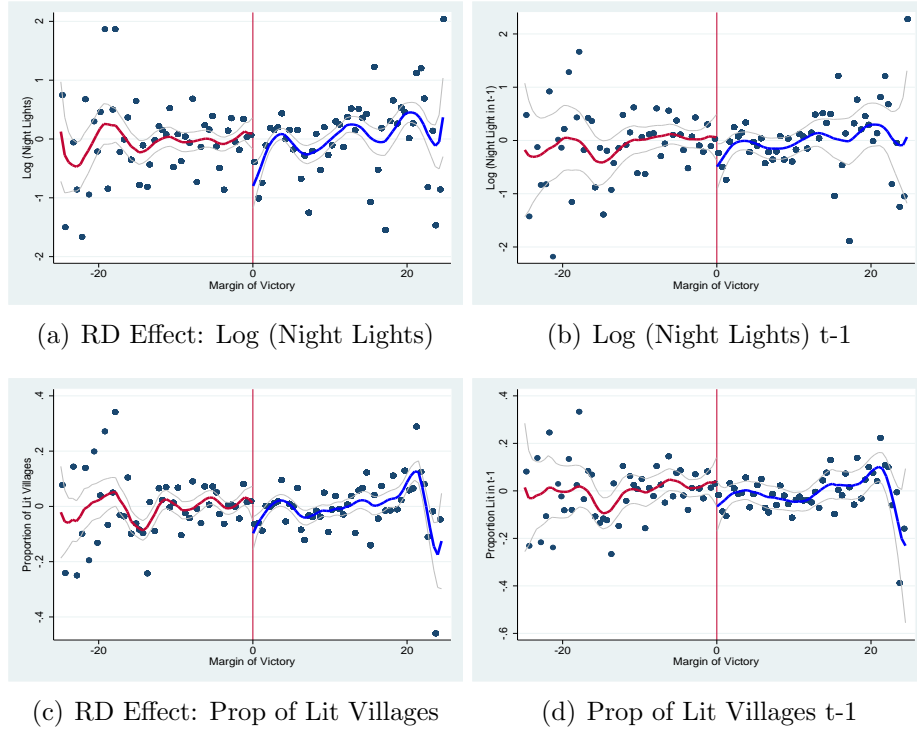 Log (Night Lights)
2
1
0
-1
-2
-20
0
20
Margin of Victory
(a) RD Effect: Log (Night Lights)
Log (Night Light in t-1)
2
1
0
-1
-2
-20
0
20
Margin of Victory
(b) Log (Night Lights) t-1
Proportion of Lit Villages
.4
.2
0
-.2
-.4
-20
0
20
Margin of Victory
(c) RD Effect: Prop of Lit Villages
Proportion Lit in t-1
.4
.2
0
-.2
-.4
-.6
-20
0
20
Margin of Victory
(d) Prop of Lit Villages t-1